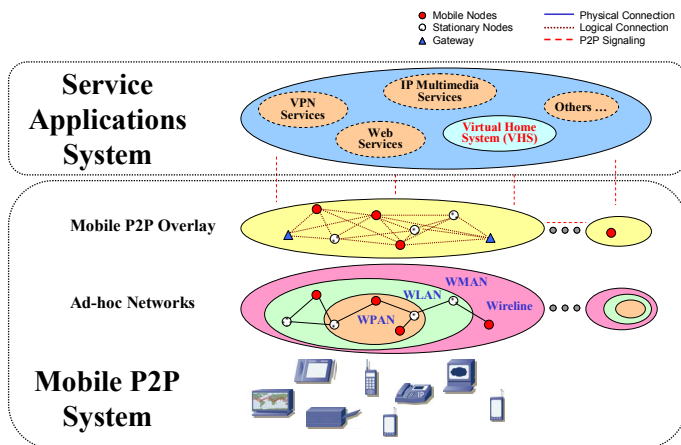 Mobile Nodes
Physical Connection
Stationary Nodes
Logical Connection
Gateway
P2P Signaling
Service
Applications
System
VPN
Services
IP Multimedia
Services
Others …
Web
Services
Virtual Home
System (VHS)
Mobile P2P Overlay
Ad-hoc Networks
WMAN
WLAN
Wireline
WPAN
Mobile P2P
System
IP